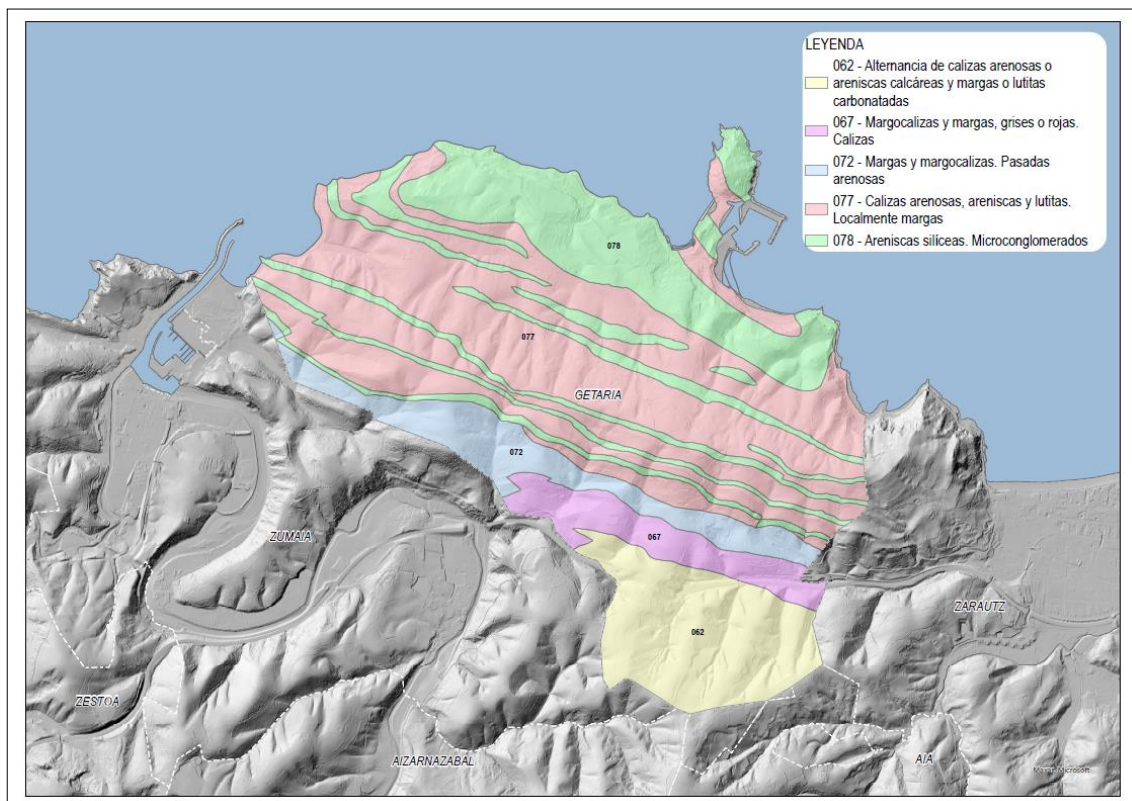 LEYENDA
062 - Alternancia de calizas arenosas o
areniscas calcáreas y margas o lutitas
carbonatadas
067 - Margocalizas y margas, grises o rojas.
Calizas
072 - Margas y margocalizas. Pasadas
arenosas
077 - Calizas arenosas, areniscas y lutitas.
Localmente margas
078 - Areniscas silíceas. Microconglomerados
078
077
GETARIA
072
067
ZUMAIA
ZARAUTZ
062
ZESTOA
AIZARNAZABAL
AIA
Microsoft